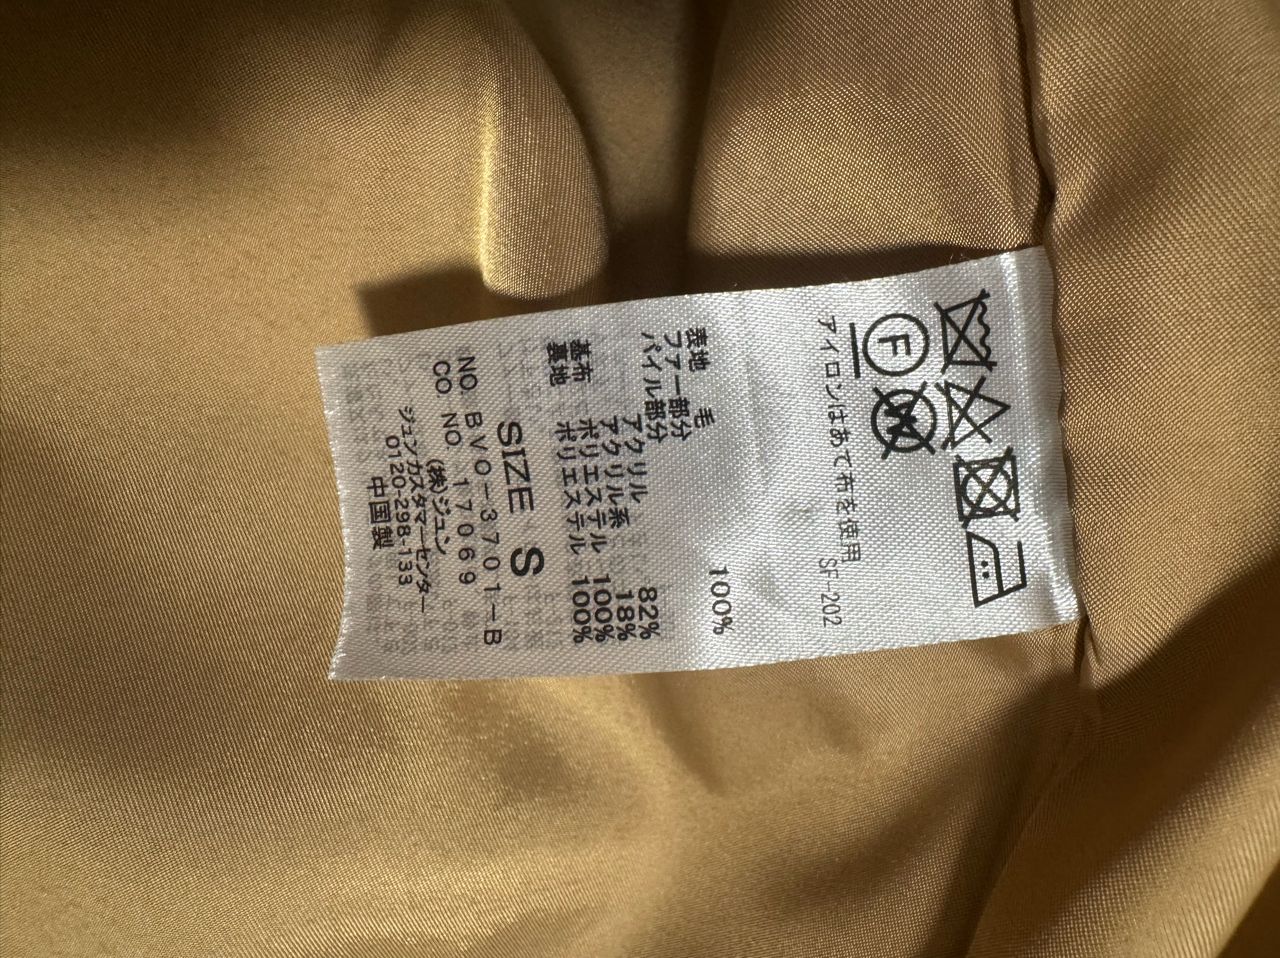 F W
アイロンはあて布を使用
SF-202
表地 毛 100%
ファー部分
パイル部分 アクリル 82%
アクリル系 18%
基布 ポリエステル 100%
裏地 ポリエステル 100%
SIZE S
NO. BVO-3701-B
CO NO. 17069
(株)ジュン
ジュンカスタマーセンター
0120-298-133
中国製